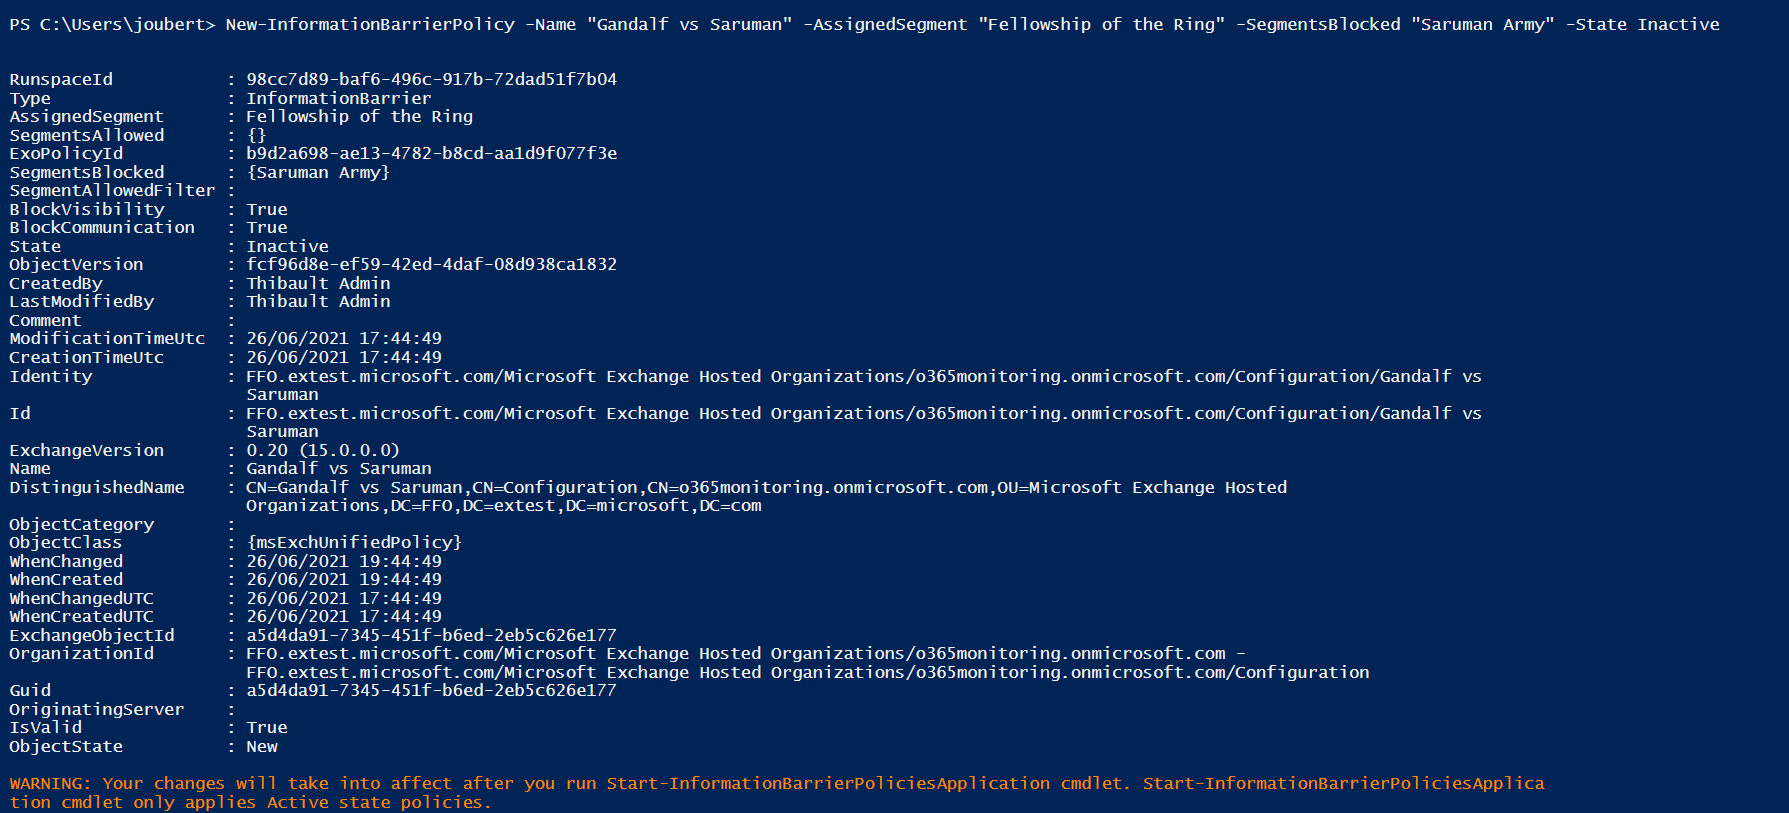 PS C:\Users\joubert> New-InformationBarrierPolicy -Name "Gandalf vs Saruman" -AssignedSegment "Fellowship of the Ring" -SegmentsBlocked "Saruman Army" -State Inactive
RunspaceId : 98cc7d89-baf6-496c-917b-72dad51f7b04
Type : InformationBarrier
AssignedSegment : Fellowship of the Ring
SegmentsAllowed : {}
ExoPolicyId : b9d2a698-ae13-4782-b8cd-aa1d9f077f3e
SegmentsBlocked : {Saruman Army}
SegmentAllowedFilter :
BlockVisibility : True
BlockCommunication : True
State : Inactive
ObjectVersion : fcf96d8e-ef59-42ed-4daf-08d938ca1832
CreatedBy : Thibault Admin
LastModifiedBy : Thibault Admin
Comment :
ModificationTimeUtc : 26/06/2021 17:44:49
CreationTimeUtc : 26/06/2021 17:44:49
Identity : FFO.extest.microsoft.com/Microsoft Exchange Hosted Organizations/o365monitoring.onmicrosoft.com/Configuration/Gandalf vs
Saruman
Id : FFO.extest.microsoft.com/Microsoft Exchange Hosted Organizations/o365monitoring.onmicrosoft.com/Configuration/Gandalf vs
Saruman
ExchangeVersion : 0.20 (15.0.0.0)
Name : Gandalf vs Saruman
DistinguishedName : CN=Gandalf vs Saruman,CN=Configuration,CN=o365monitoring.onmicrosoft.com,OU=Microsoft Exchange Hosted
Organizations,DC=FFO,DC=extest,DC=microsoft,DC=com
ObjectCategory :
ObjectClass : {msExchUnifiedPolicy}
WhenChanged : 26/06/2021 19:44:49
WhenCreated : 26/06/2021 19:44:49
WhenChangedUTC : 26/06/2021 17:44:49
WhenCreatedUTC : 26/06/2021 17:44:49
ExchangeObjectId : a5d4da91-7345-451f-b6ed-2eb5c626e177
OrganizationId : FFO.extest.microsoft.com/Microsoft Exchange Hosted Organizations/o365monitoring.onmicrosoft.com -
FFO.extest.microsoft.com/Microsoft Exchange Hosted Organizations/o365monitoring.onmicrosoft.com/Configuration
Guid : a5d4da91-7345-451f-b6ed-2eb5c626e177
OriginatingServer :
IsValid : True
ObjectState : New
WARNING: Your changes will take into affect after you run Start-InformationBarrierPoliciesApplication cmdlet. Start-InformationBarrierPoliciesApplica
tion cmdlet only applies Active state policies.